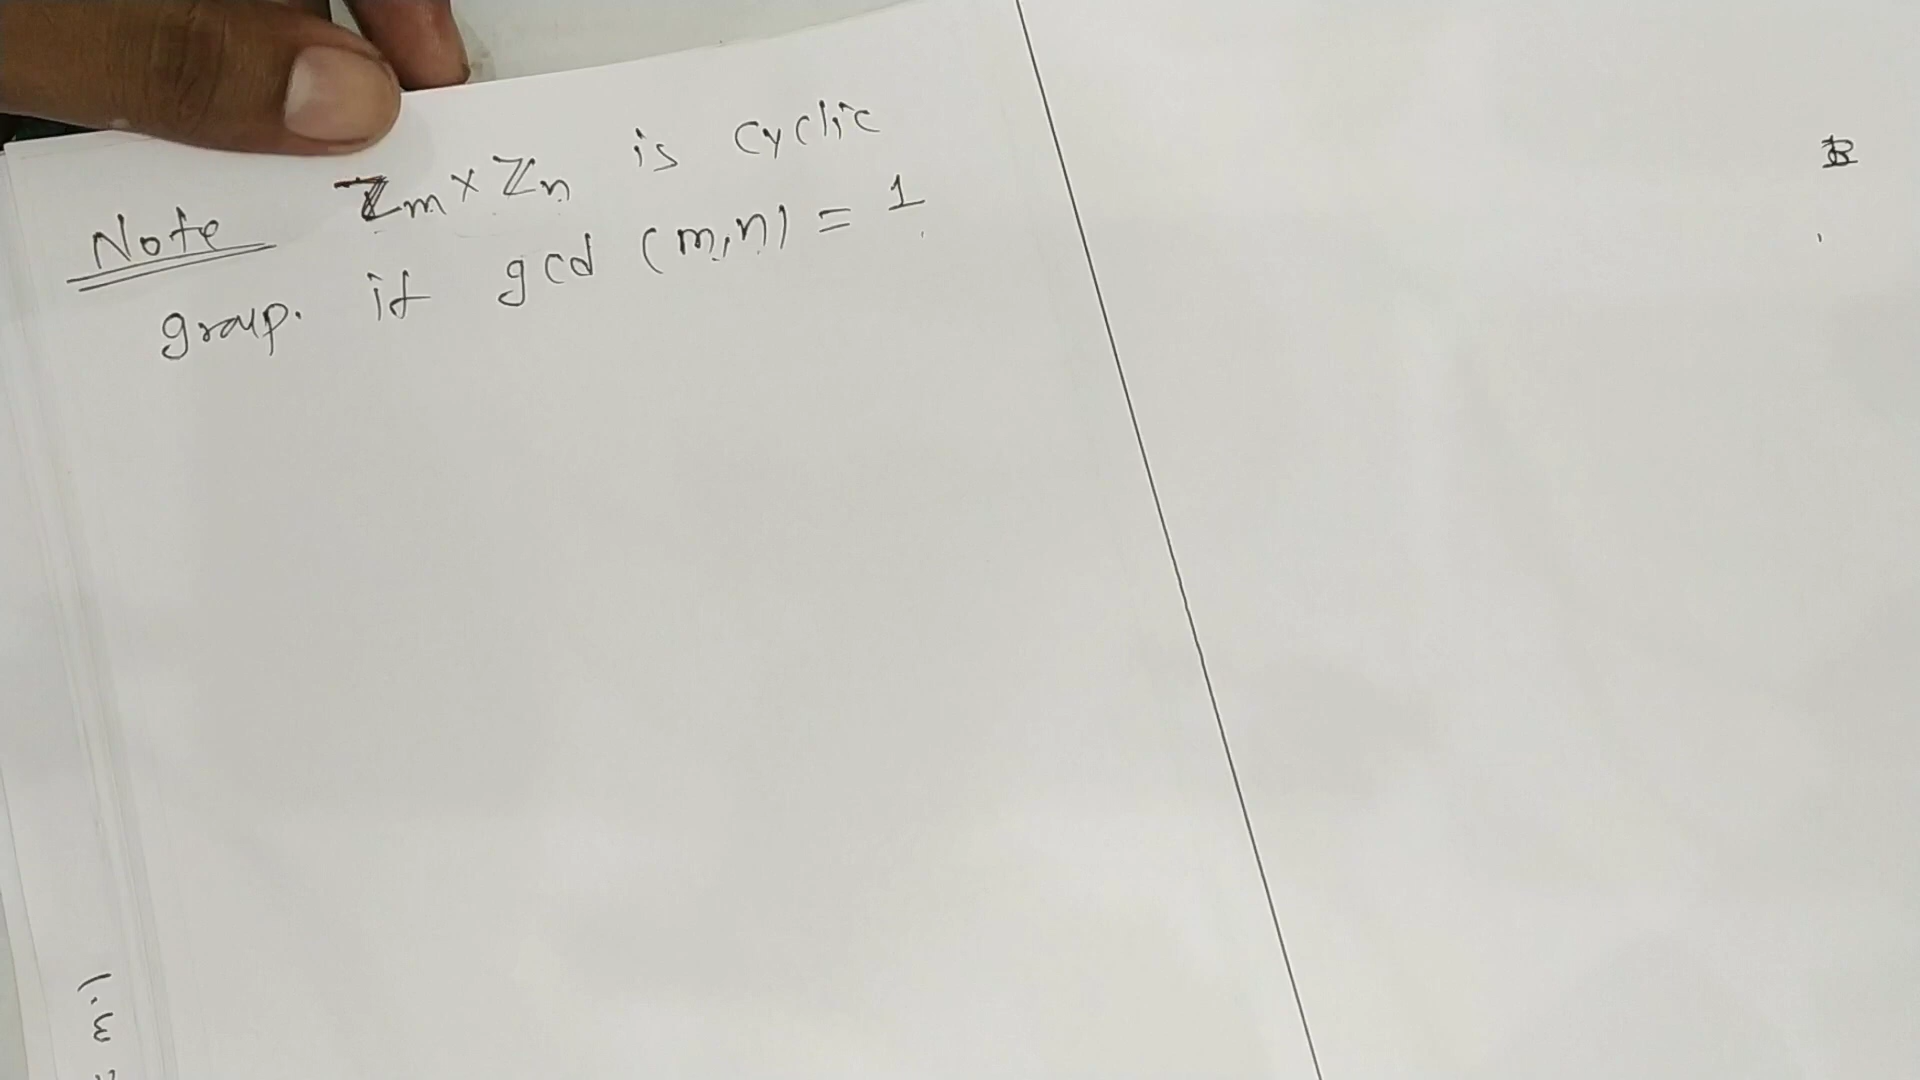 Note ℤm × ℤn is cyclic
group. if gcd (m,n) = 1